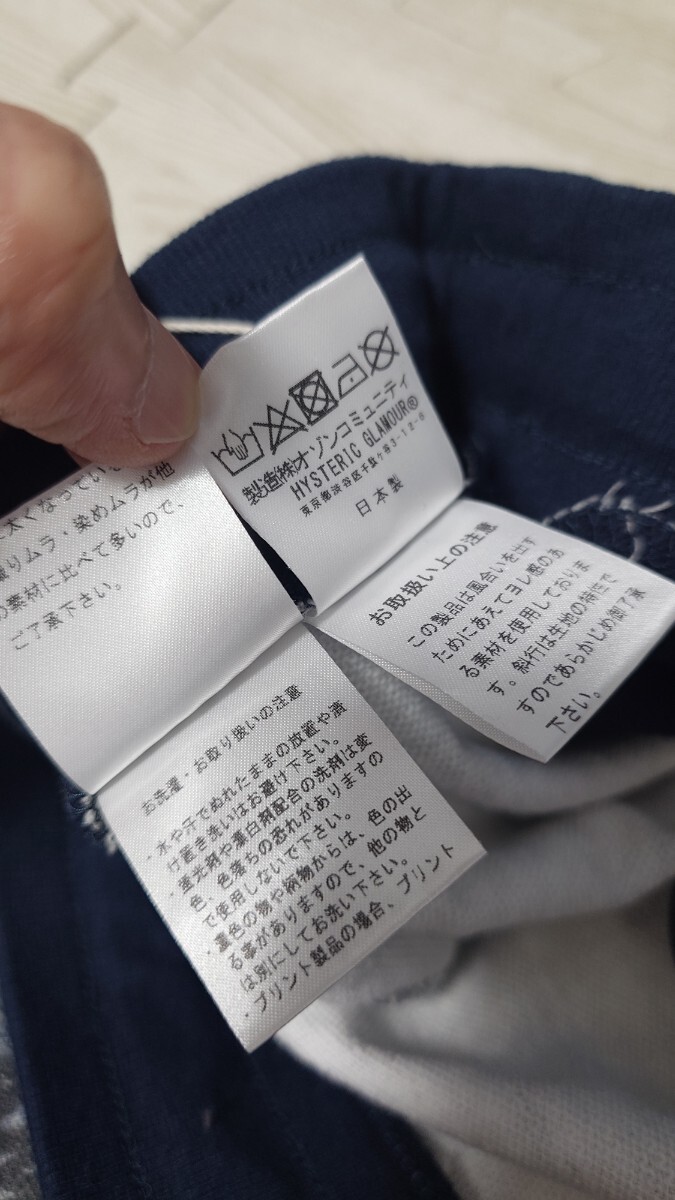 製造㈱オゾンコミュニティ
HYSTERIC GLAMOUR®
東京都渋谷区千駄ヶ谷3-12-8
日本製
お取扱い上の注意
この製品は風合いを出す
ためにあえてヨレ感のあ
る素材を使用しておりま
す。斜行は生地の特性で
すのであらかじめ御了承
下さい。
太くなってい
織りムラ・染めムラが他
の素材に比べて多いので、
ご了承下さい。
お洗濯・お取り扱いの注意
・水や汗でぬれたままの放置や漬
け置き洗いはお避け下さい。
・蛍光剤や漂白剤配合の洗剤は変
色、色落ちの恐れがありますの
で使用しないで下さい。
・濃色の物や柄物からは、色の出
る事がありますので、他の物と
は別にしてお洗い下さい。
・プリント製品の場合、プリント